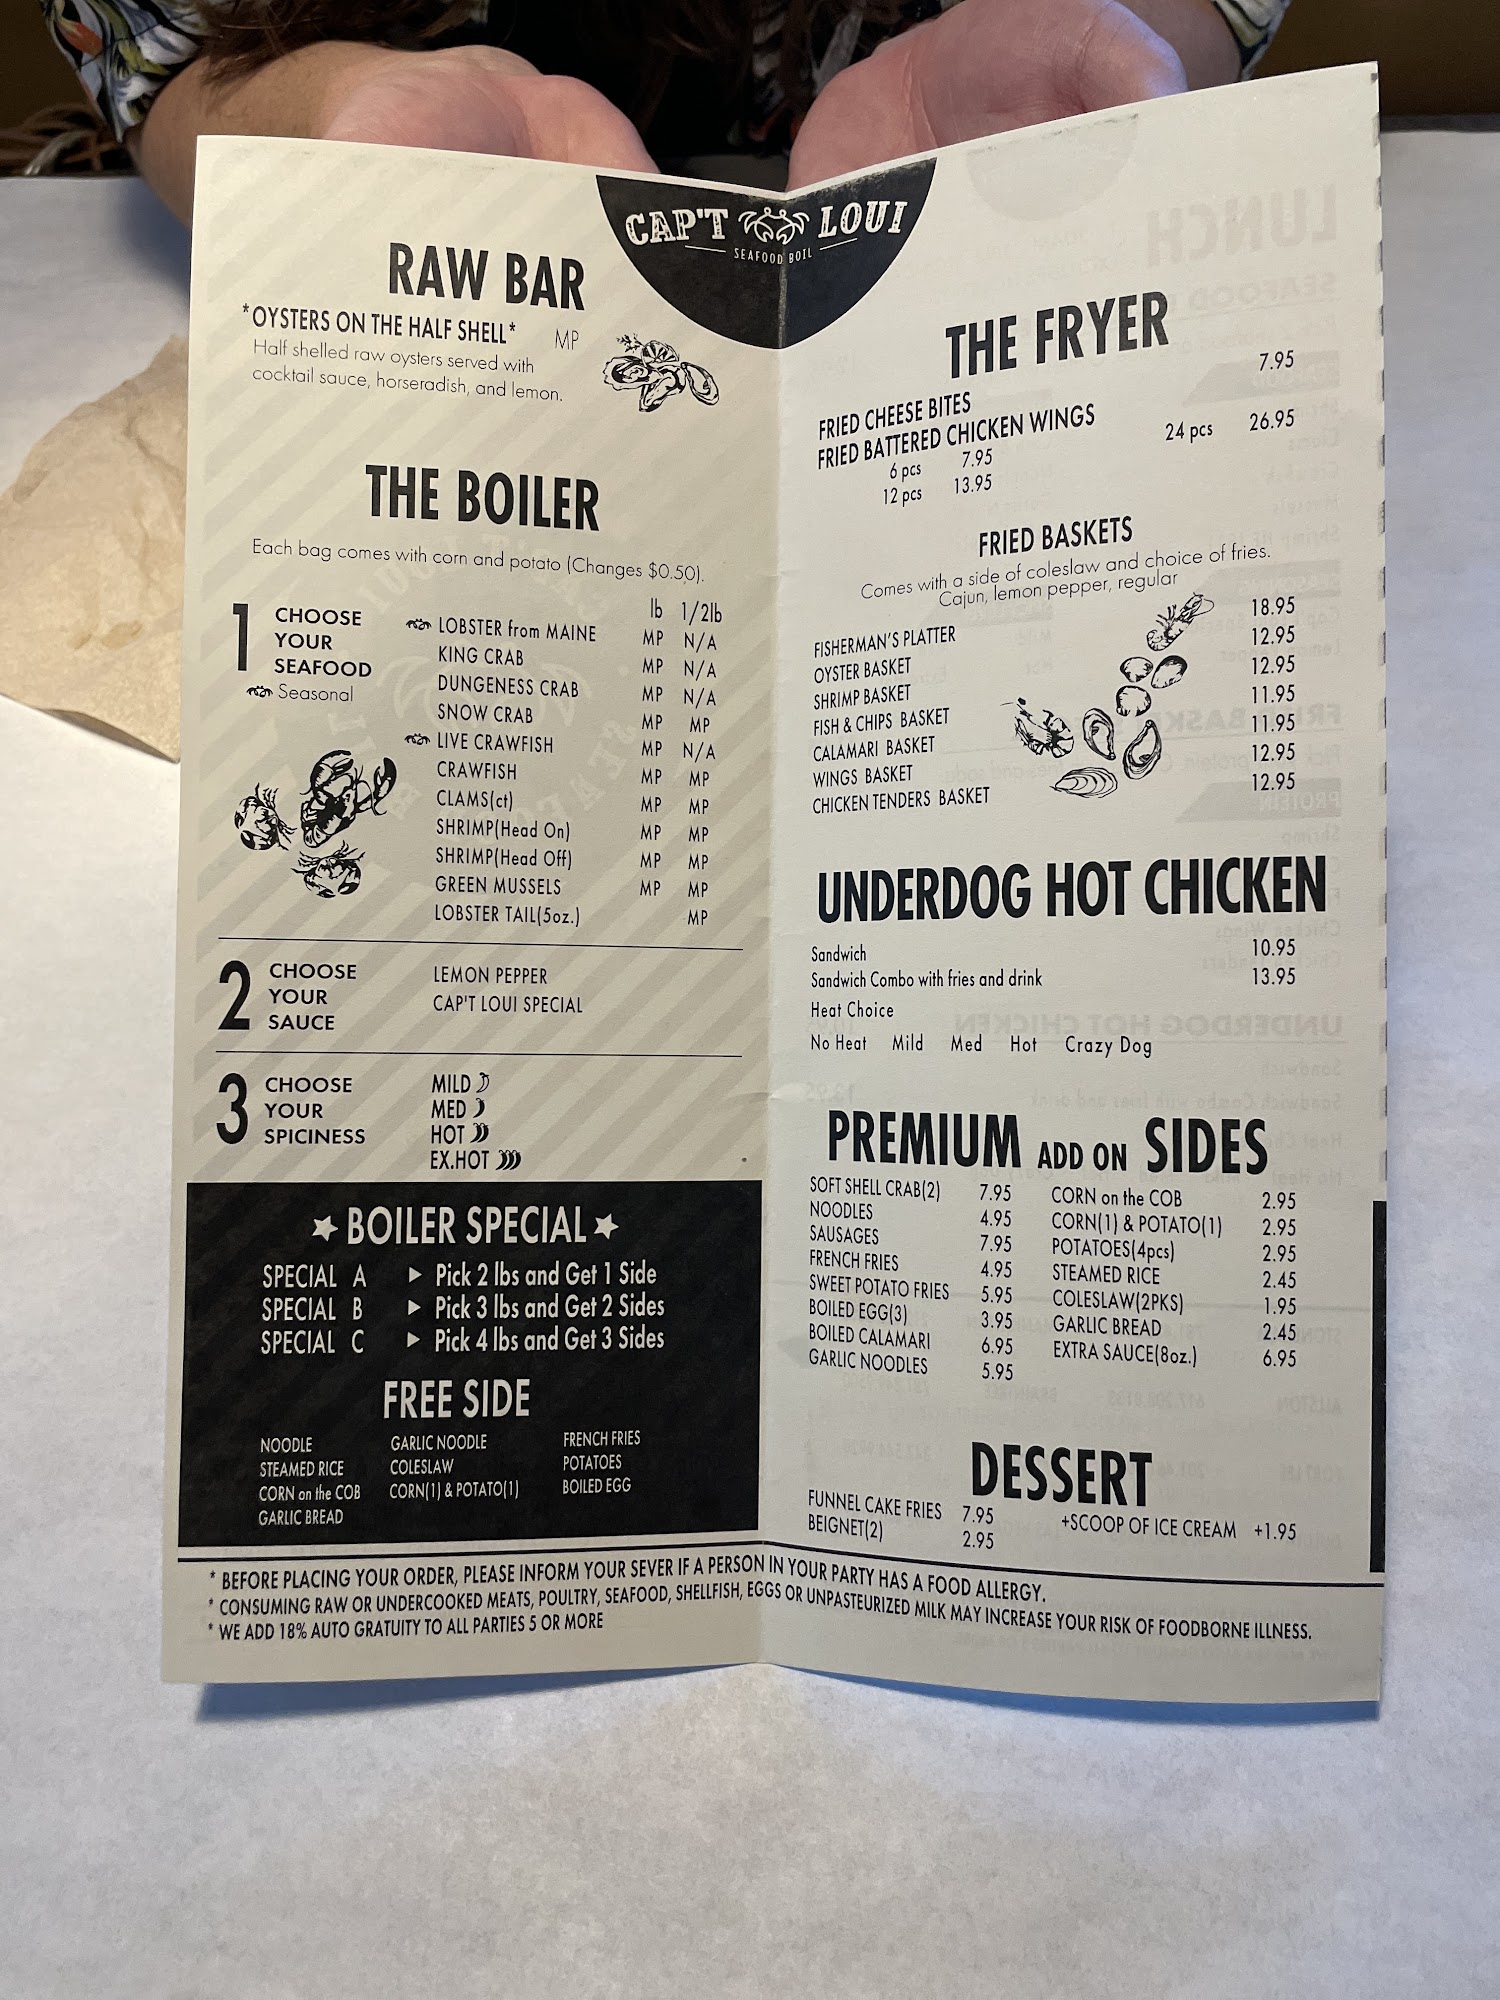 CAP'T LOUI
SEAFOOD BOIL
RAW BAR
*OYSTERS ON THE HALF SHELL* MP
Half shelled raw oysters served with
cocktail sauce, horseradish, and lemon.
THE BOILER
Each bag comes with corn and potato (Changes $0.50).
1 CHOOSE
YOUR
SEAFOOD
Seasonal
lb 1/2lb
LOBSTER from MAINE MP N/A
KING CRAB MP N/A
DUNGENESS CRAB MP N/A
SNOW CRAB MP MP
LIVE CRAWFISH MP N/A
CRAWFISH MP MP
CLAMS(ct) MP MP
SHRIMP(Head On) MP MP
SHRIMP(Head Off) MP MP
GREEN MUSSELS MP MP
LOBSTER TAIL(5oz.) MP
2 CHOOSE
YOUR
SAUCE
LEMON PEPPER
CAP'T LOUI SPECIAL
3 CHOOSE
YOUR
SPICINESS
MILD
MED
HOT
EX.HOT
BOILER SPECIAL
SPECIAL A ▶ Pick 2 lbs and Get 1 Side
SPECIAL B ▶ Pick 3 lbs and Get 2 Sides
SPECIAL C ▶ Pick 4 lbs and Get 3 Sides
FREE SIDE
NOODLE GARLIC NOODLE FRENCH FRIES
STEAMED RICE COLESLAW POTATOES
CORN on the COB CORN(1) & POTATO(1) BOILED EGG
GARLIC BREAD
THE FRYER
FRIED CHEESE BITES 7.95
FRIED BATTERED CHICKEN WINGS
6 pcs 7.95 24 pcs 26.95
12 pcs 13.95
FRIED BASKETS
Comes with a side of coleslaw and choice of fries.
Cajun, lemon pepper, regular
FISHERMAN'S PLATTER 18.95
OYSTER BASKET 12.95
SHRIMP BASKET 12.95
FISH & CHIPS BASKET 11.95
CALAMARI BASKET 11.95
WINGS BASKET 12.95
CHICKEN TENDERS BASKET 12.95
UNDERDOG HOT CHICKEN
Sandwich 10.95
Sandwich Combo with fries and drink 13.95
Heat Choice
No Heat Mild Med Hot Crazy Dog
PREMIUM ADD ON SIDES
SOFT SHELL CRAB(2) 7.95
NOODLES 4.95
SAUSAGES 7.95
FRENCH FRIES 4.95
SWEET POTATO FRIES 5.95
BOILED EGG(3) 3.95
BOILED CALAMARI 6.95
GARLIC NOODLES 5.95
CORN on the COB 2.95
CORN(1) & POTATO(1) 2.95
POTATOES(4pcs) 2.95
STEAMED RICE 2.45
COLESLAW(2PKS) 1.95
GARLIC BREAD 2.45
EXTRA SAUCE(8oz.) 6.95
DESSERT
FUNNEL CAKE FRIES 7.95 +SCOOP OF ICE CREAM +1.95
BEIGNET(2) 2.95
* BEFORE PLACING YOUR ORDER, PLEASE INFORM YOUR SEVER IF A PERSON IN YOUR PARTY HAS A FOOD ALLERGY.
* CONSUMING RAW OR UNDERCOOKED MEATS, POULTRY, SEAFOOD, SHELLFISH, EGGS OR UNPASTEURIZED MILK MAY INCREASE YOUR RISK OF FOODBORNE ILLNESS.
* WE ADD 18% AUTO GRATUITY TO ALL PARTIES 5 OR MORE